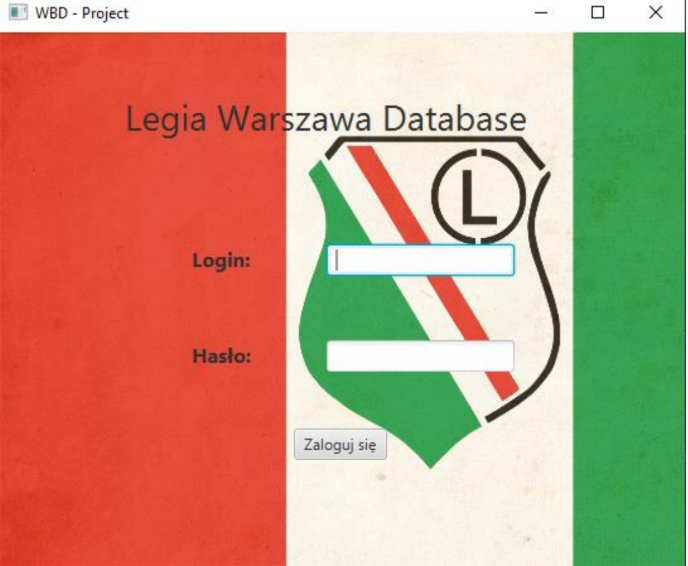 WBD - Project
Legia Warszawa Database
L
Login:
Hasło:
Zaloguj się